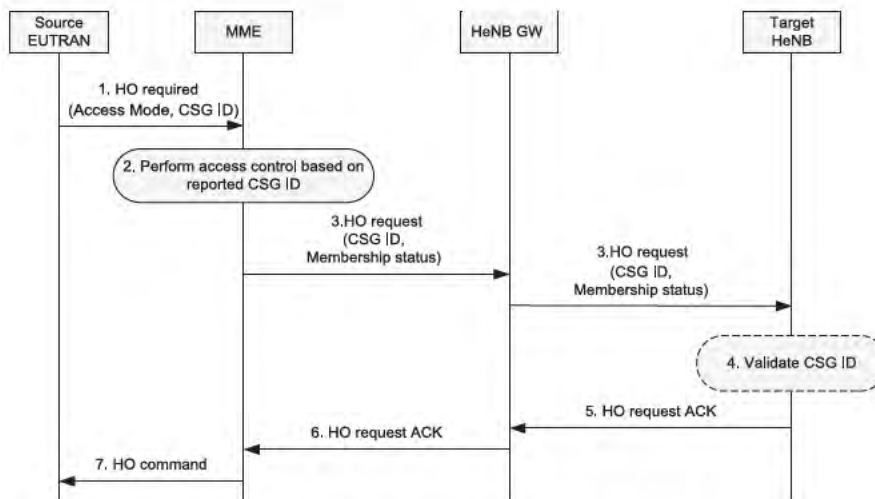 Source
EUTRAN
MME
HeNB GW
Target
HeNB
1. HO required
(Access Mode, CSG ID)
2. Perform access control based on
reported CSG ID
3.HO request
(CSG ID,
Membership status)
3.HO request
(CSG ID,
Membership status)
4. Validate CSG ID
5. HO request ACK
6. HO request ACK
7. HO command